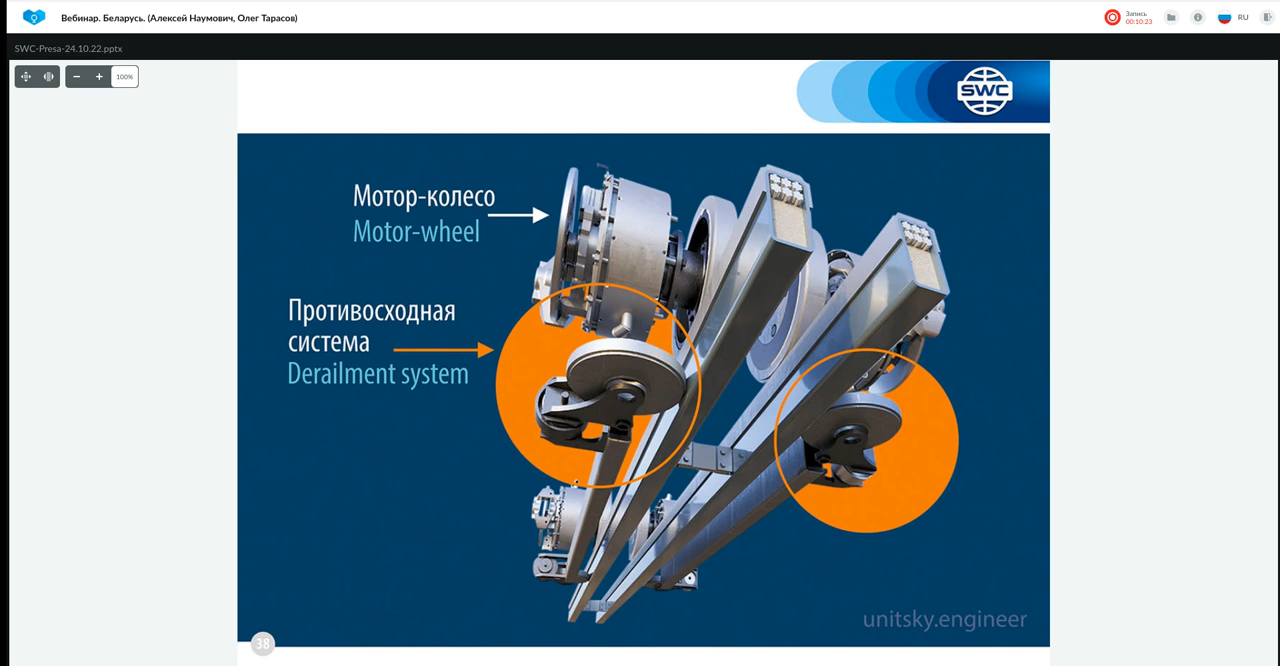 Вебинар. Беларусь. (Алексей Наумович, Олег Тарасов)
Запись
00:10:23
RU
SWC-Presa-24.10.22.pptx
100%
SWC
Мотор-колесо
Motor-wheel
Противосходная
система
Derailment system
unitsky.engineer
38